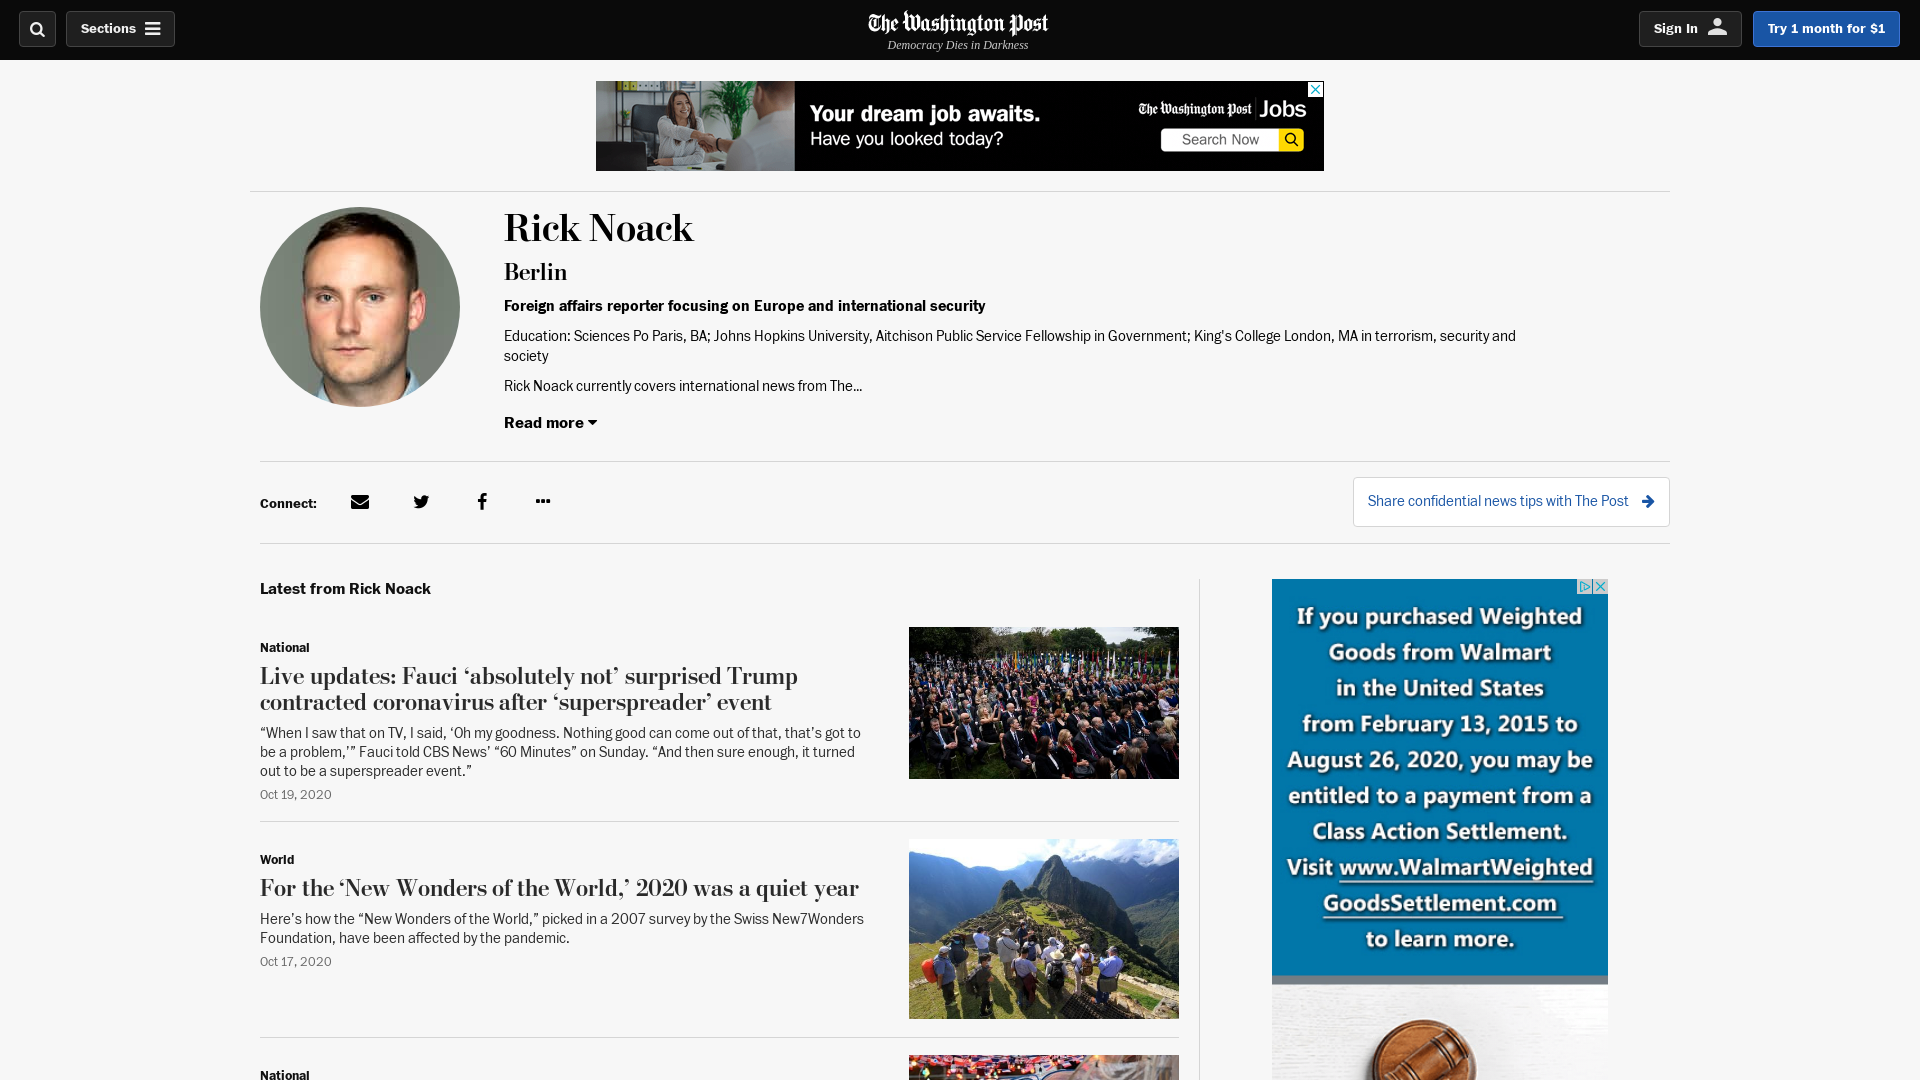 Sections
The Washington Post
Democracy Dies in Darkness
Sign In
Try 1 month for $1
Your dream job awaits.
Have you looked today?
The Washington Post Jobs
Search Now
Rick Noack
Berlin
Foreign affairs reporter focusing on Europe and international security
Education: Sciences Po Paris, BA; Johns Hopkins University, Aitchison Public Service Fellowship in Government; King's College London, MA in terrorism, security and
society
Rick Noack currently covers international news from The...
Read more
Connect:
Share confidential news tips with The Post
Latest from Rick Noack
National
Live updates: Fauci ‘absolutely not’ surprised Trump
contracted coronavirus after ‘superspreader’ event
“When I saw that on TV, I said, ‘Oh my goodness. Nothing good can come out of that, that’s got to
be a problem,’” Fauci told CBS News’ “60 Minutes” on Sunday. “And then sure enough, it turned
out to be a superspreader event.”
Oct 19, 2020
World
For the ‘New Wonders of the World,’ 2020 was a quiet year
Here’s how the “New Wonders of the World,” picked in a 2007 survey by the Swiss New7Wonders
Foundation, have been affected by the pandemic.
Oct 17, 2020
National
If you purchased Weighted
Goods from Walmart
in the United States
from February 13, 2015 to
August 26, 2020, you may be
entitled to a payment from a
Class Action Settlement.
Visit www.WalmartWeighted
GoodsSettlement.com
to learn more.